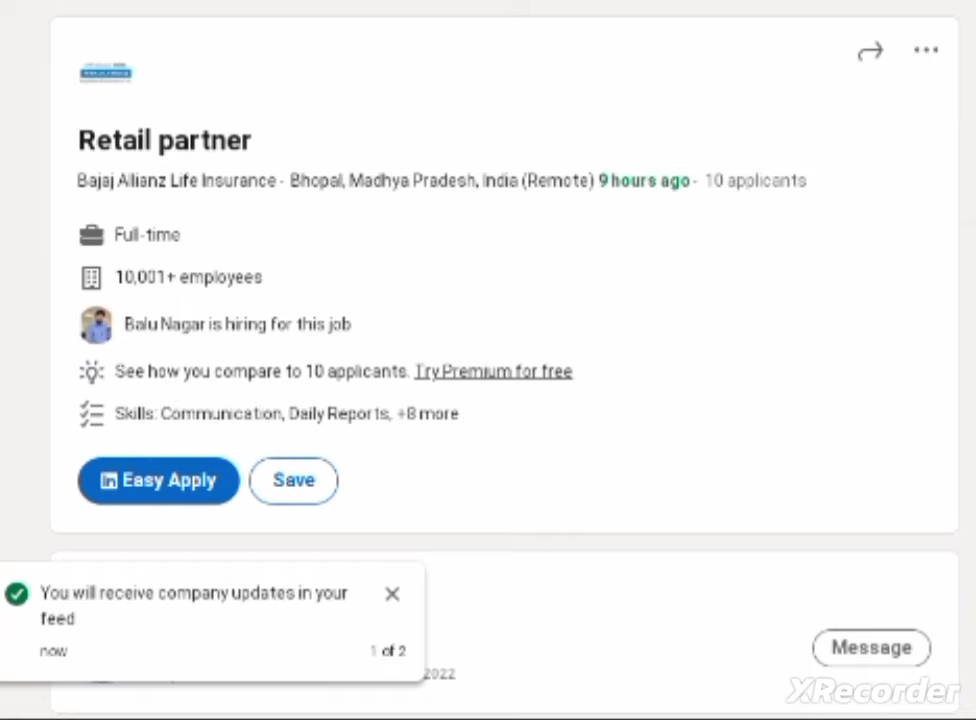 Retail partner
Bajaj Allianz Life Insurance - Bhopal, Madhya Pradesh, India (Remote) 9 hours ago - 10 applicants
Full-time
10,001+ employees
Balu Nagar is hiring for this job
See how you compare to 10 applicants. Try Premium for free
Skills: Communication, Daily Reports, +8 more
in Easy Apply
Save
You will receive company updates in your
feed
now
1 of 2
2022
Message
XRecorder